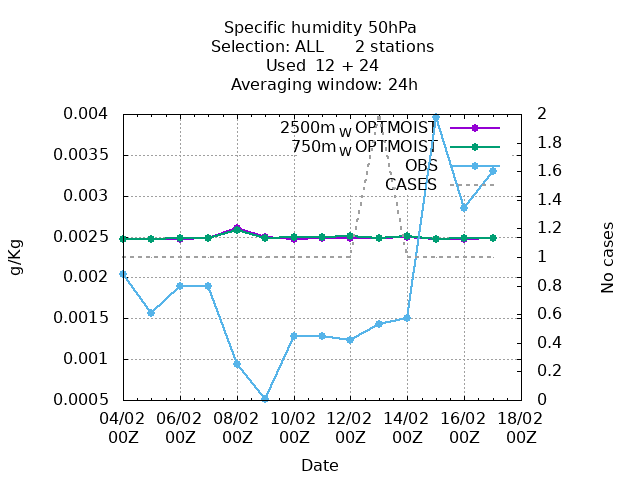 Specific humidity 50hPa
Selection: ALL 2 stations
Used 12 + 24
Averaging window: 24h
0.004
0.0035
0.003
0.0025
0.002
0.0015
0.001
0.0005
g/Kg
2500m W OPTMOIST
750m W OPTMOIST
OBS
CASES
2
1.8
1.6
1.4
1.2
1
0.8
0.6
0.4
0.2
0
No cases
04/02 06/02 08/02 10/02 12/02 14/02 16/02 18/02
00Z 00Z 00Z 00Z 00Z 00Z 00Z 00Z
Date